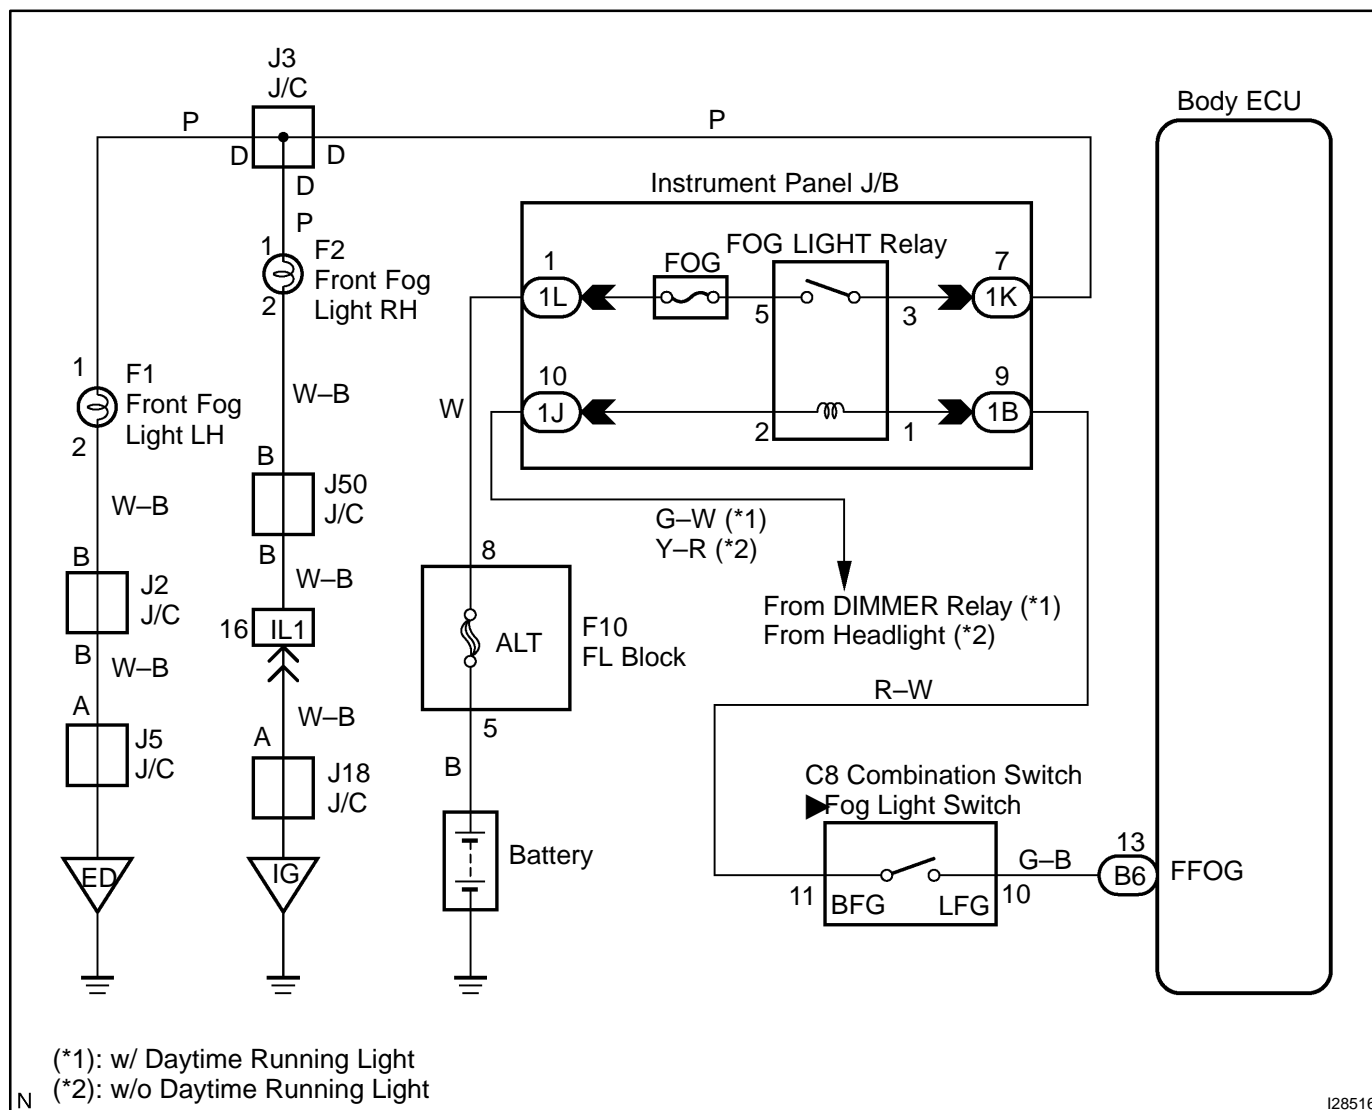 J3
J/C
Body ECU
P
P
D
D
D
Instrument Panel J/B
P
1
F2
Front Fog
Light RH
2
FOG LIGHT Relay
FOG
1
7
1L
1K
5
3
10
9
1J
1B
2
1
1
F1
Front Fog
Light LH
2
W–B
W
B
J50
J/C
B
W–B
G–W (*1)
Y–R (*2)
8
B
J2
J/C
B
W–B
From DIMMER Relay (*1)
From Headlight (*2)
16
IL1
ALT
F10
FL Block
W–B
R–W
A
J5
J/C
W–B
A
J18
J/C
5
B
C8 Combination Switch
Fog Light Switch
Battery
G–B
13
B6
FFOG
11
BFG
LFG
10
ED
IG
(*1): w/ Daytime Running Light
(*2): w/o Daytime Running Light
N
I28516